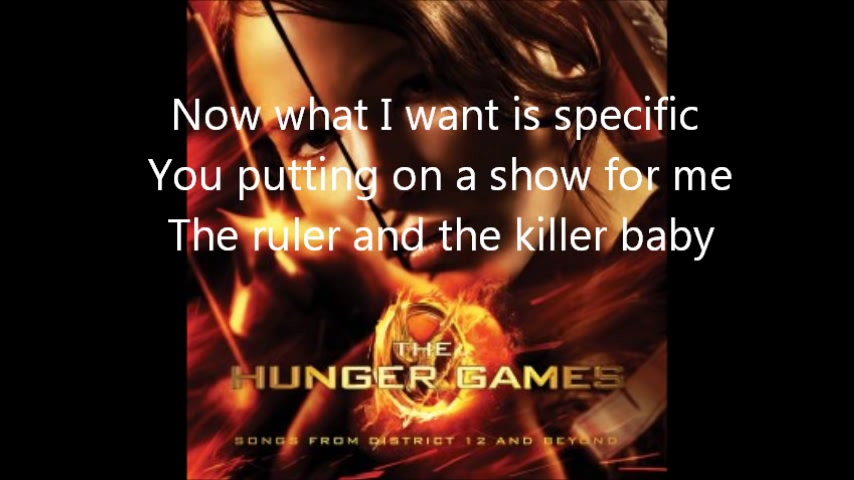 Now what I want is specific
You putting on a show for me
The ruler and the killer baby
THE
HUNGER GAMES
SONGS FROM DISTRICT 12 AND BEYOND